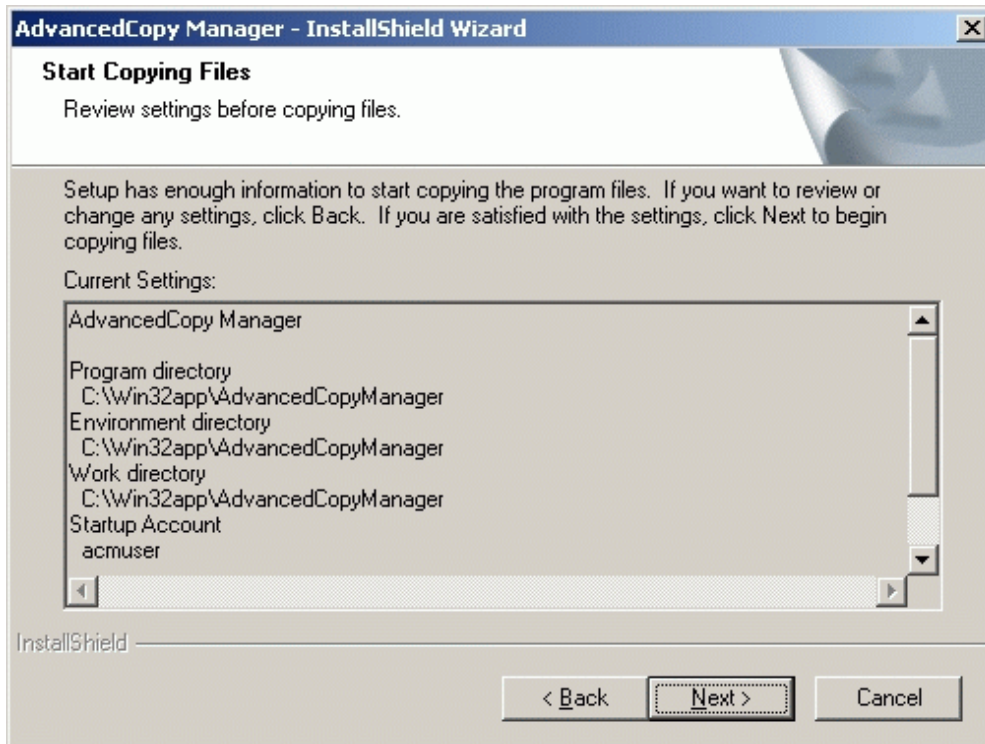 AdvancedCopy Manager - InstallShield Wizard
Start Copying Files
Review settings before copying files.
Setup has enough information to start copying the program files. If you want to review or
change any settings, click Back. If you are satisfied with the settings, click Next to begin
copying files.
Current Settings:
AdvancedCopy Manager
Program directory
C:\Win32app\AdvancedCopyManager
Environment directory
C:\Win32app\AdvancedCopyManager
Work directory
C:\Win32app\AdvancedCopyManager
Startup Account
acmuser
InstallShield
< Back
Next >
Cancel